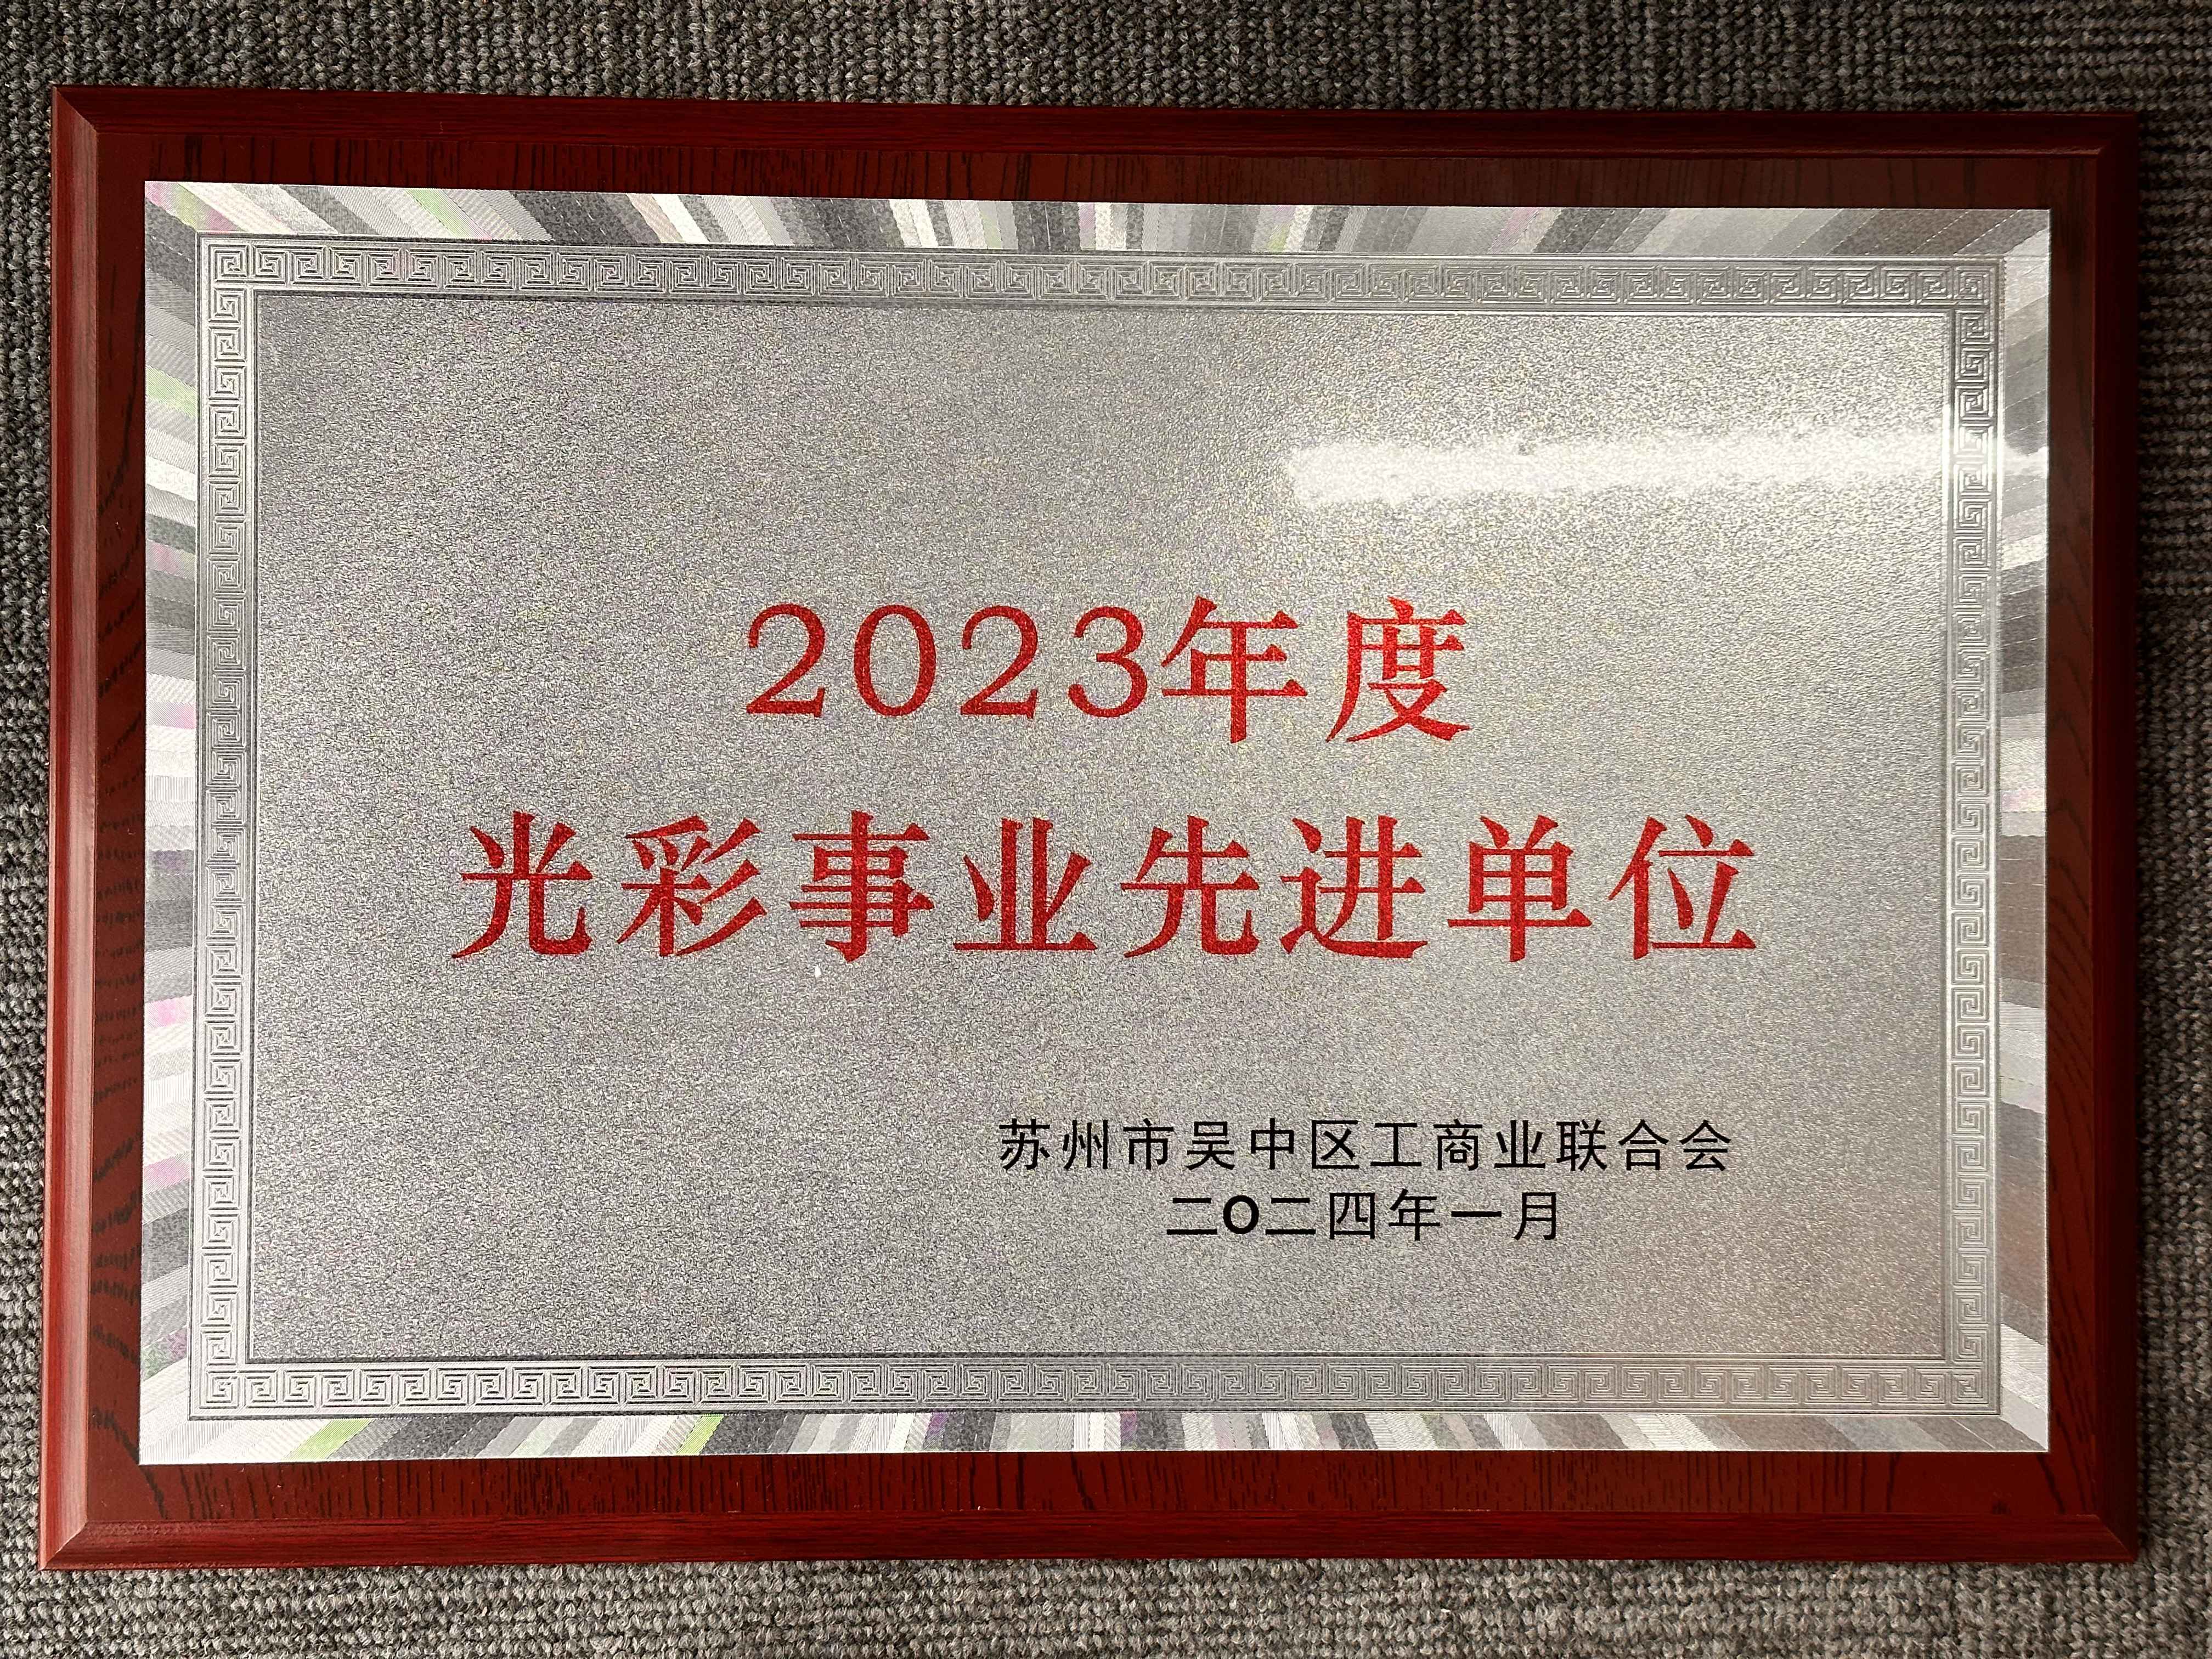 2023年度
光彩事业先进单位
苏州市吴中区工商业联合会
二〇二四年一月